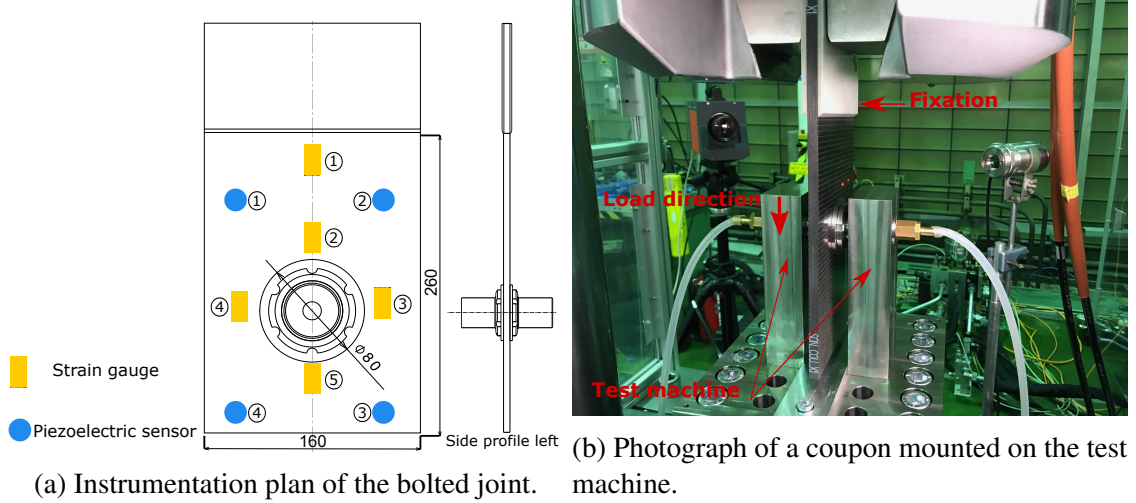 ①
① ②
②
④ ③
260
Φ80
⑤
④ ③
160
Strain gauge
Piezoelectric sensor
Side profile left
(a) Instrumentation plan of the bolted joint.
Fixation
Load direction
Test machine
(b) Photograph of a coupon mounted on the test
machine.